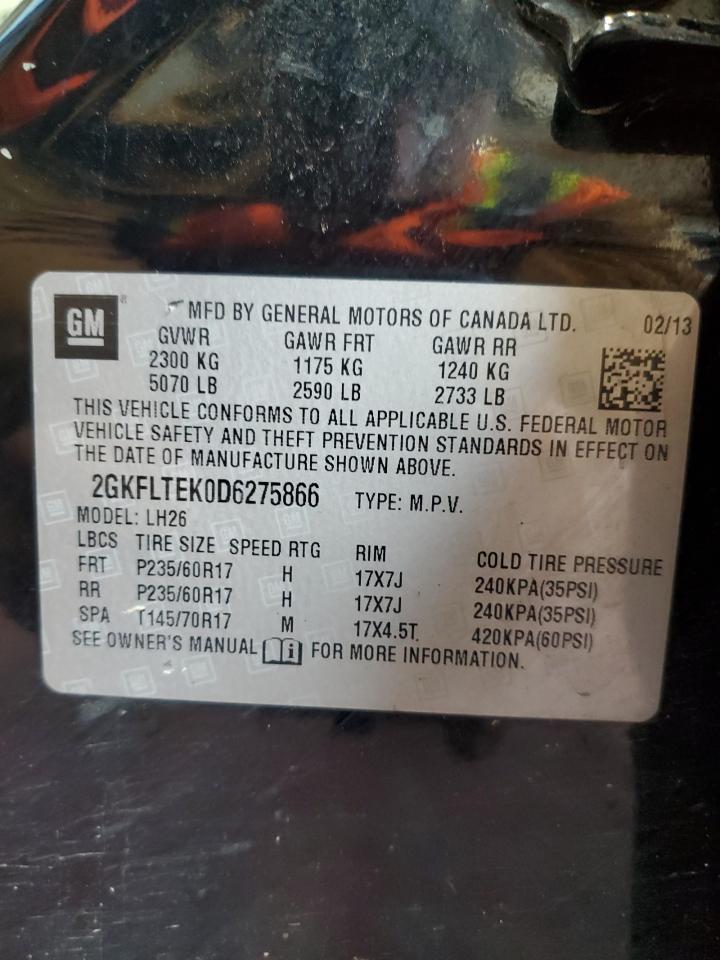 GM
MFD BY GENERAL MOTORS OF CANADA LTD. 02/13
GVWR GAWR FRT GAWR RR
2300 KG 1175 KG 1240 KG
5070 LB 2590 LB 2733 LB
THIS VEHICLE CONFORMS TO ALL APPLICABLE U.S. FEDERAL MOTOR
VEHICLE SAFETY AND THEFT PREVENTION STANDARDS IN EFFECT ON
THE DATE OF MANUFACTURE SHOWN ABOVE.
2GKFLTEK0D6275866 TYPE: M.P.V.
MODEL: LH26
LBCS TIRE SIZE SPEED RTG RIM COLD TIRE PRESSURE
FRT P235/60R17 H 17X7J 240KPA(35PSI)
RR P235/60R17 H 17X7J 240KPA(35PSI)
SPA T145/70R17 M 17X4.5T 420KPA(60PSI)
SEE OWNER'S MANUAL i FOR MORE INFORMATION.